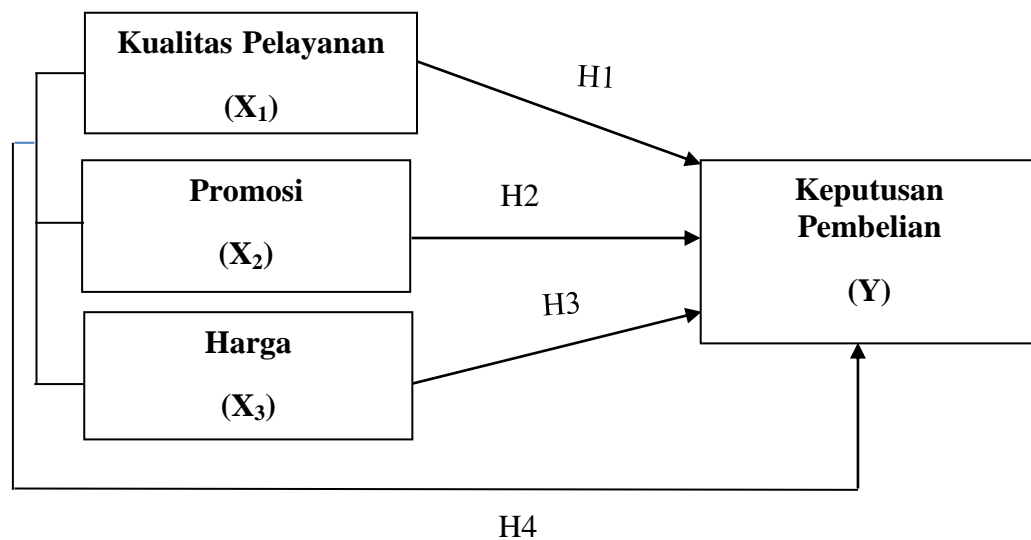 Kualitas Pelayanan
(X₁)
H1
Promosi
(X₂)
H2
Keputusan
Pembelian
(Y)
Harga
(X₃)
H3
H4